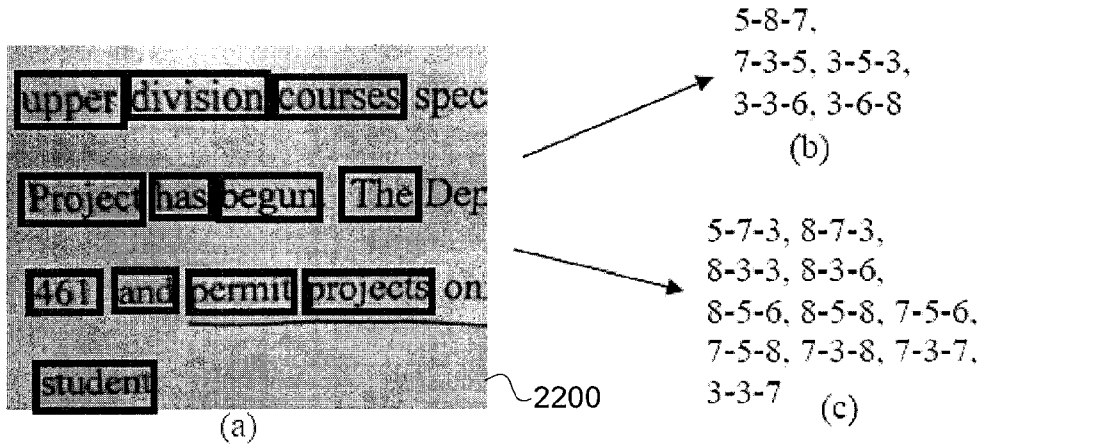 upper division courses spec
Project has begun. The Dep
461 and permit projects on
student
(a)
2200
5-8-7,
7-3-5, 3-5-3,
3-3-6, 3-6-8
(b)
5-7-3, 8-7-3,
8-3-3, 8-3-6,
8-5-6, 8-5-8, 7-5-6,
7-5-8, 7-3-8, 7-3-7,
3-3-7
(c)